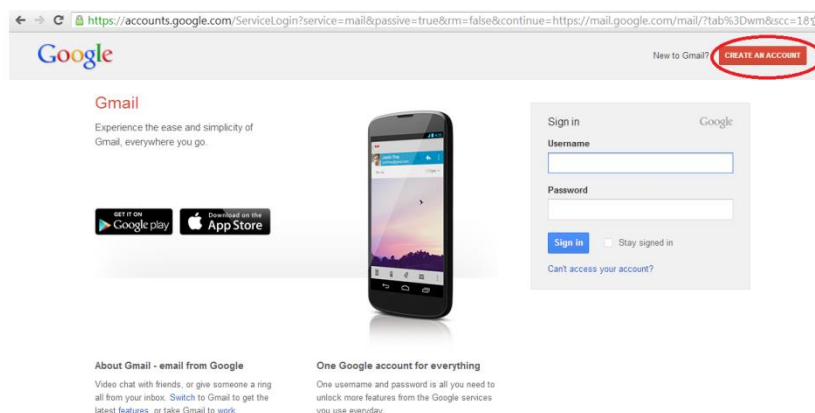 https://accounts.google.com/ServiceLogin?service=mail&passive=true&rm=false&continue=https://mail.google.com/mail/?tab%3Dwm&scc=1
Google
New to Gmail? CREATE AN ACCOUNT
Gmail
Experience the ease and simplicity of
Gmail, everywhere you go.
GET IT ON
Google play
Download on the
App Store
Sign in Google
Username
Password
Sign in Stay signed in
Can't access your account?
About Gmail - email from Google
Video chat with friends, or give someone a ring
all from your inbox. Switch to Gmail to get the
latest features, or take Gmail to work
One Google account for everything
One username and password is all you need to
unlock more features from the Google services
you use everyday